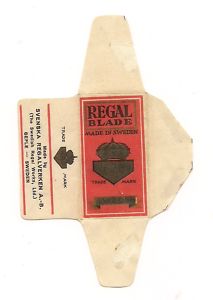 REGAL
BLADE
MADE IN SWEDEN
TRADE MARK
Made by
SVENSKA REGALVERKEN A.-B.
(The Swedish Regal Works, Ltd.)
GEFLE — SWEDEN
TRADE
MARK